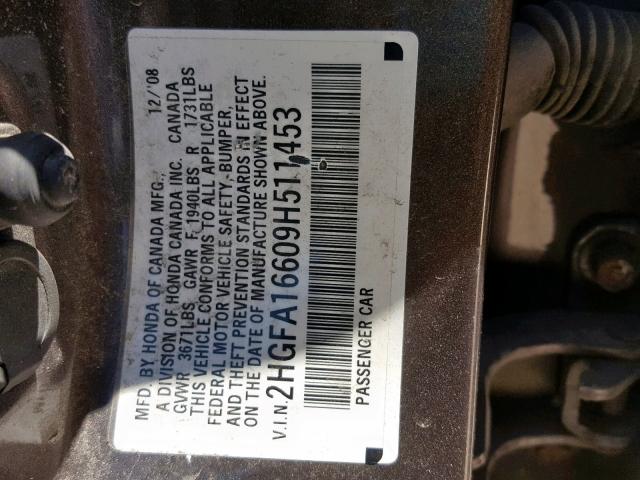 MFD. BY HONDA OF CANADA MFG., 12/'08
A DIVISION OF HONDA CANADA INC. CANADA
GVWR 3671LBS GAWR F 1940LBS R 1731LBS
THIS VEHICLE CONFORMS TO ALL APPLICABLE
FEDERAL MOTOR VEHICLE SAFETY, BUMPER,
AND THEFT PREVENTION STANDARDS IN EFFECT
ON THE DATE OF MANUFACTURE SHOWN ABOVE.
V.I.N. 2HGFA16609H511453
PASSENGER CAR